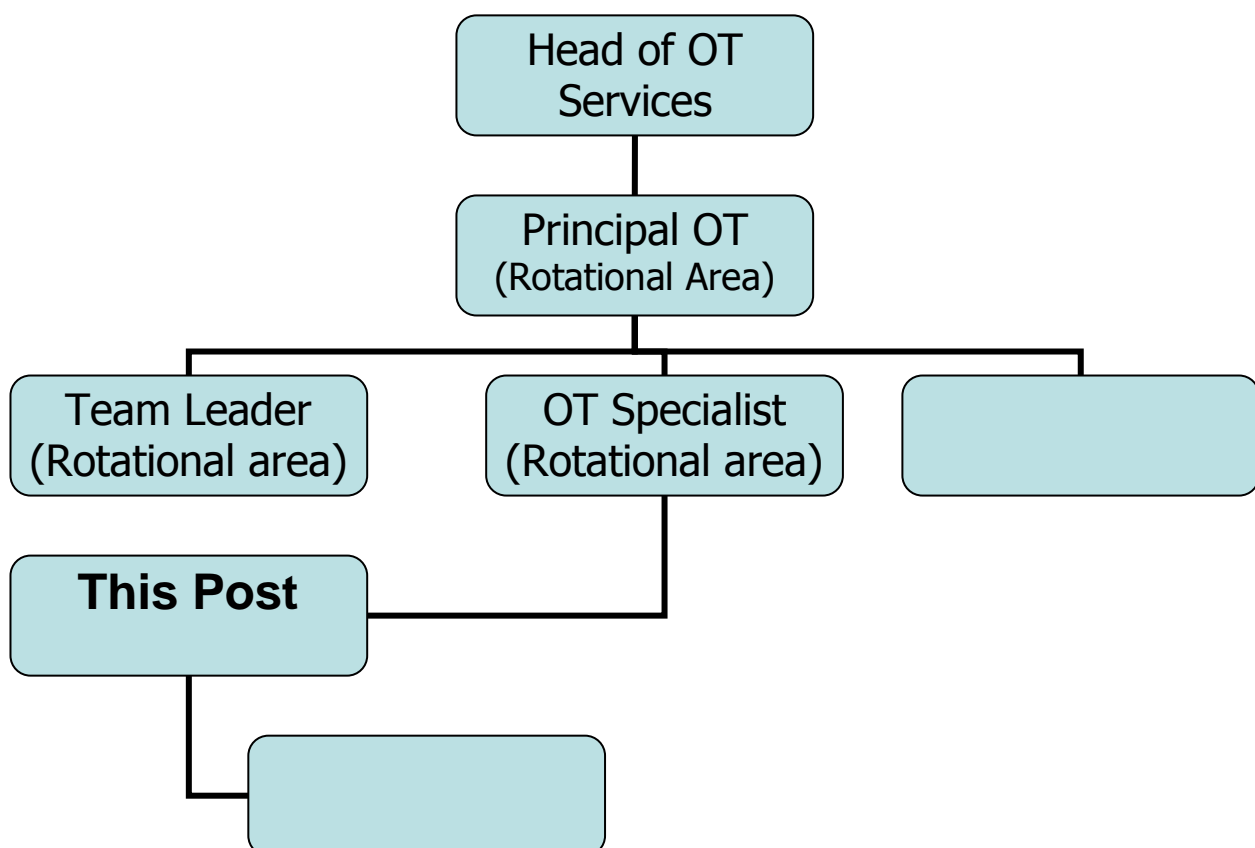 Head of OT
Services
Principal OT
(Rotational Area)
Team Leader
(Rotational area)
OT Specialist
(Rotational area)
This Post